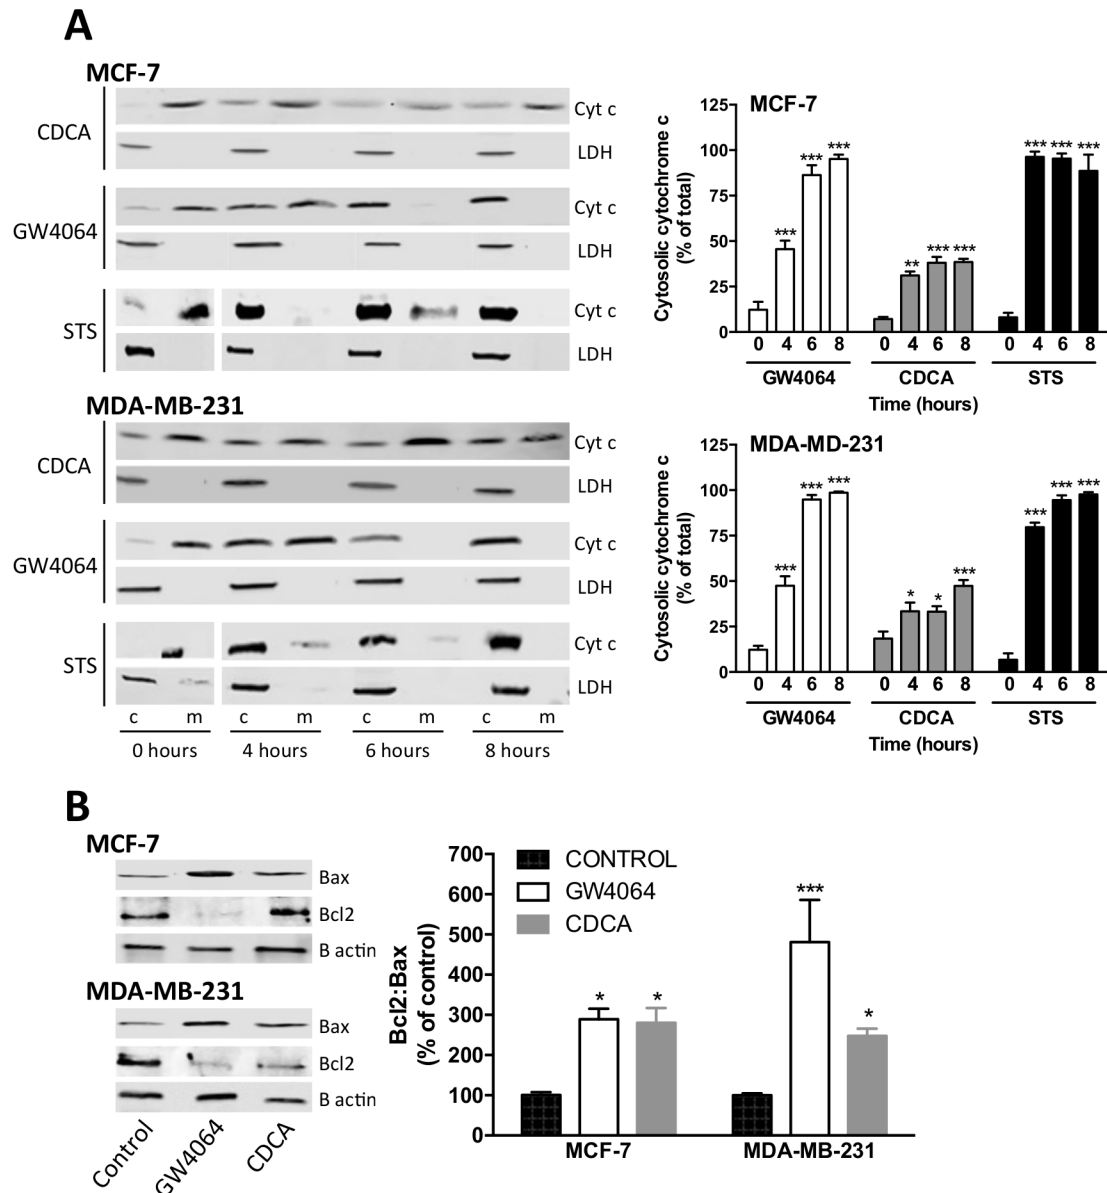 A
MCF-7
CDCA
Cyt c
LDH
GW4064
Cyt c
LDH
STS
Cyt c
LDH
MDA-MB-231
CDCA
Cyt c
LDH
GW4064
Cyt c
LDH
STS
Cyt c
LDH
c m c m c m c m
0 hours 4 hours 6 hours 8 hours
MCF-7
Cytosolic cytochrome c
(% of total)
125
100
75
50
25
0
*** *** ***
** *** ***
*** *** ***
0 4 6 8 0 4 6 8 0 4 6 8
GW4064 CDCA STS
Time (hours)
MDA-MD-231
Cytosolic cytochrome c
(% of total)
125
100
75
50
25
0
*** *** ***
* * ***
*** *** ***
0 4 6 8 0 4 6 8 0 4 6 8
GW4064 CDCA STS
Time (hours)
B
MCF-7
Bax
Bcl2
B actin
MDA-MB-231
Bax
Bcl2
B actin
Control GW4064 CDCA
Bcl2:Bax
(% of control)
700
600
500
400
300
200
100
0
CONTROL
GW4064
CDCA
* * *** *
MCF-7 MDA-MB-231